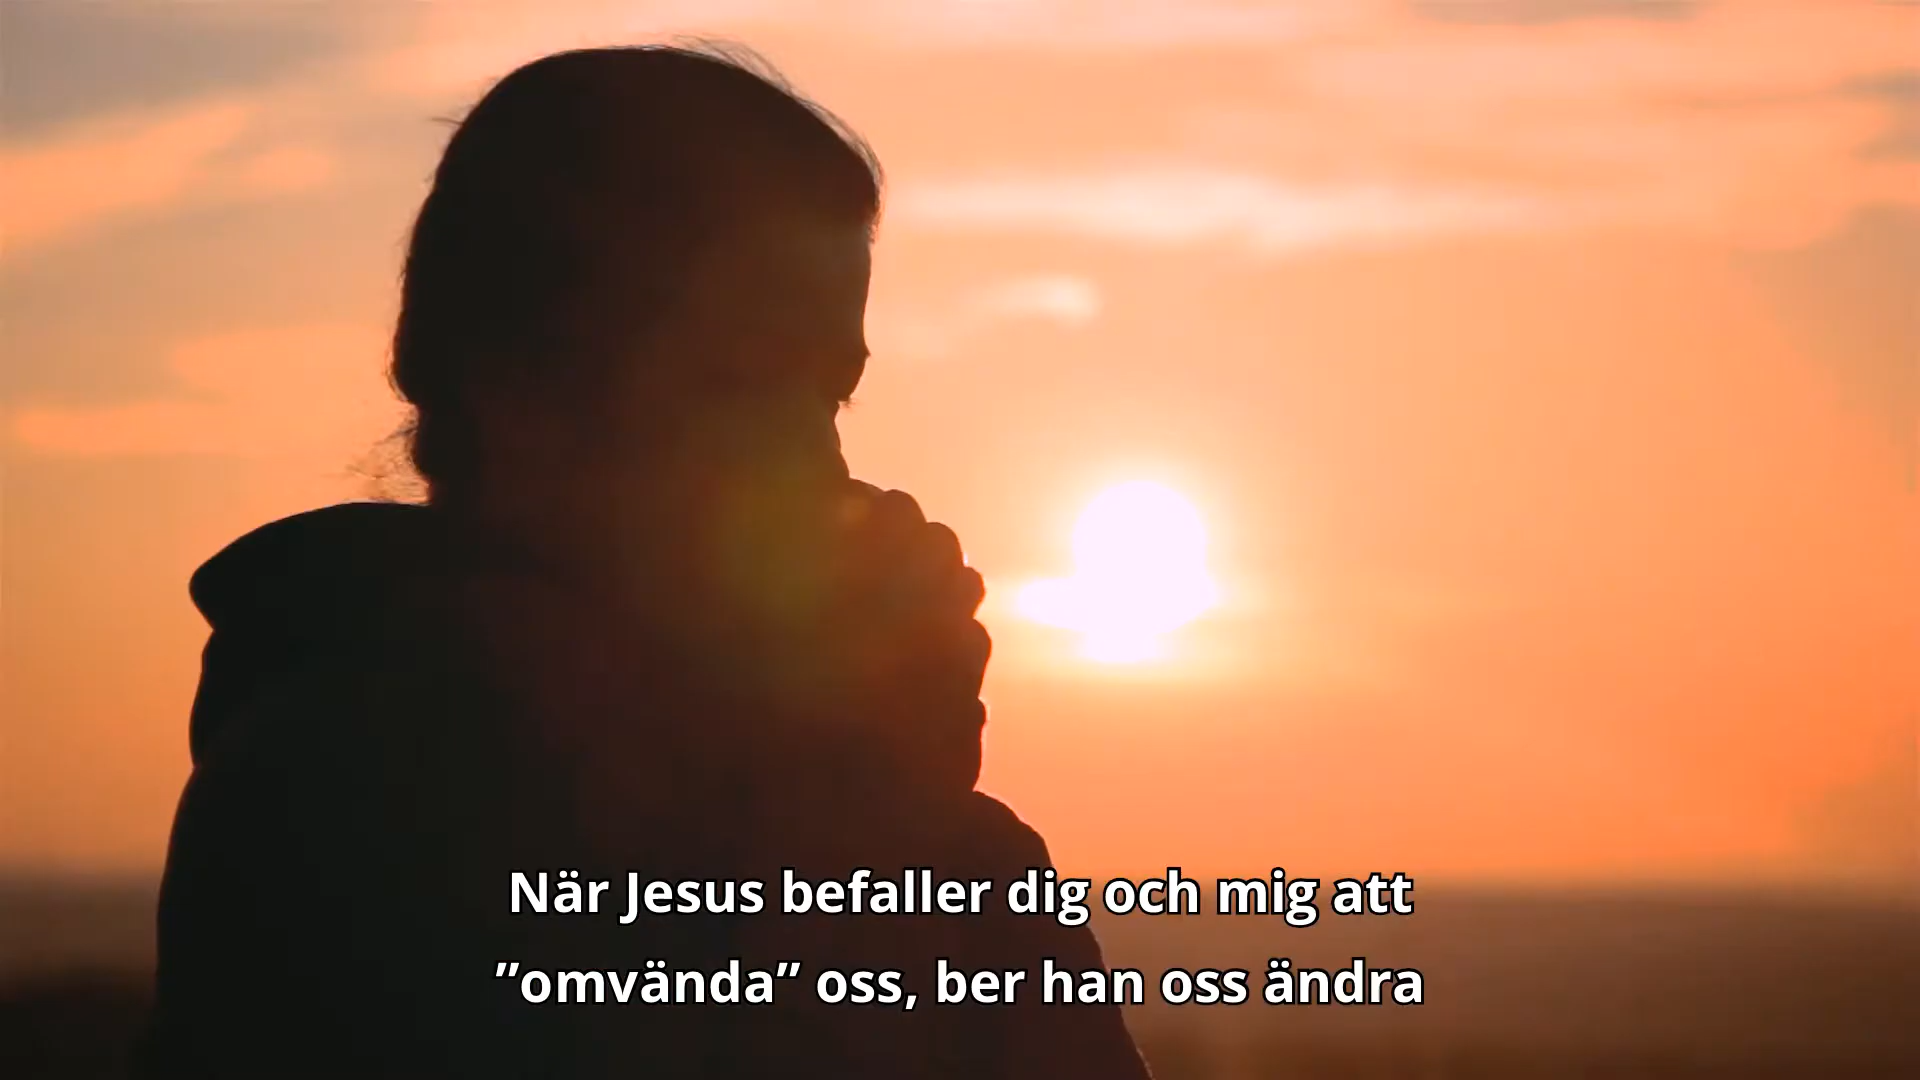 När Jesus befaller dig och mig att
”omvända” oss, ber han oss ändra